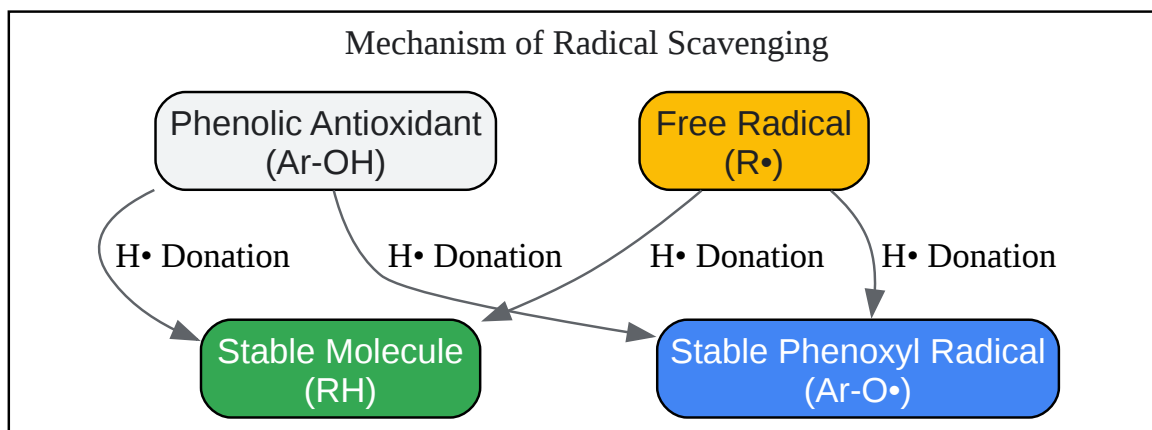 Mechanism of Radical Scavenging
Phenolic Antioxidant
(Ar-OH)
Free Radical
(R•)
H• Donation
H• Donation
H• Donation
H• Donation
Stable Molecule
(RH)
Stable Phenoxyl Radical
(Ar-O•)